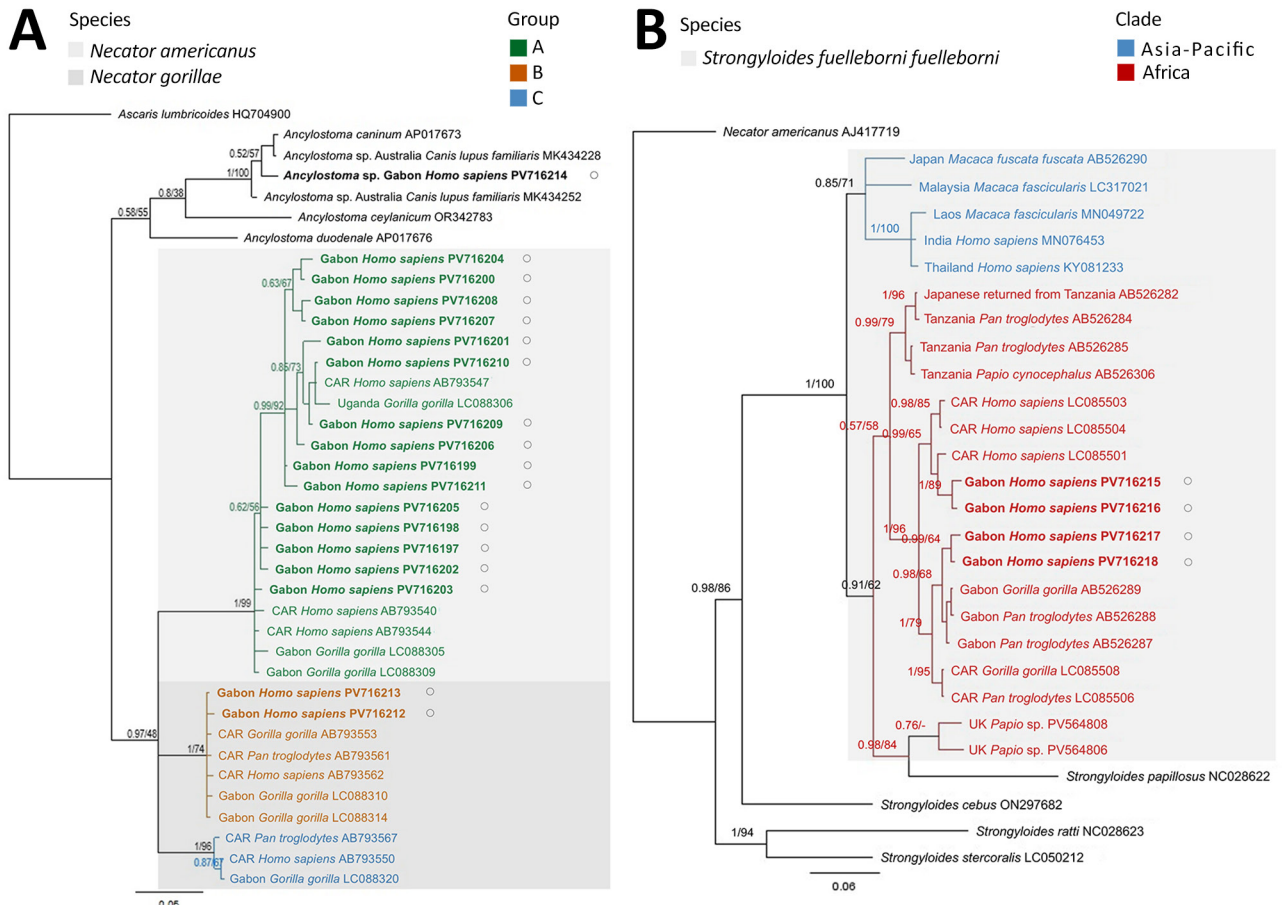 A
Species
Necator americanus
Necator gorillae
Group
A
B
C
Ascaris lumbricoides HQ704900
Ancylostoma caninum AP017673
0.52/57
Ancylostoma sp. Australia Canis lupus familiaris MK434228
1/100
Ancylostoma sp. Gabon Homo sapiens PV716214
0.8/38
Ancylostoma sp. Australia Canis lupus familiaris MK434252
0.58/55
Ancylostoma ceylanicum OR342783
Ancylostoma duodenale AP017676
Gabon Homo sapiens PV716204
0.63/67
Gabon Homo sapiens PV716200
Gabon Homo sapiens PV716208
Gabon Homo sapiens PV716207
Gabon Homo sapiens PV716201
0.85/73
Gabon Homo sapiens PV716210
CAR Homo sapiens AB793547
0.99/92
Uganda Gorilla gorilla LC088306
Gabon Homo sapiens PV716209
Gabon Homo sapiens PV716206
Gabon Homo sapiens PV716199
Gabon Homo sapiens PV716211
0.62/56
Gabon Homo sapiens PV716205
Gabon Homo sapiens PV716198
Gabon Homo sapiens PV716197
Gabon Homo sapiens PV716202
Gabon Homo sapiens PV716203
1/99
CAR Homo sapiens AB793540
CAR Homo sapiens AB793544
Gabon Gorilla gorilla LC088305
Gabon Gorilla gorilla LC088309
Gabon Homo sapiens PV716213
Gabon Homo sapiens PV716212
0.97/48
CAR Gorilla gorilla AB793553
1/74
CAR Pan troglodytes AB793561
CAR Homo sapiens AB793562
Gabon Gorilla gorilla LC088310
Gabon Gorilla gorilla LC088314
CAR Pan troglodytes AB793567
1/96
CAR Homo sapiens AB793550
0.87/67
Gabon Gorilla gorilla LC088320
0.05
B
Species
Strongyloides fuelleborni fuelleborni
Clade
Asia-Pacific
Africa
Necator americanus AJ417719
Japan Macaca fuscata fuscata AB526290
0.85/71
Malaysia Macaca fascicularis LC317021
Laos Macaca fascicularis MN049722
1/100
India Homo sapiens MN076453
Thailand Homo sapiens KY081233
1/96
Japanese returned from Tanzania AB526282
0.99/79
Tanzania Pan troglodytes AB526284
Tanzania Pan troglodytes AB526285
Tanzania Papio cynocephalus AB526306
1/100
0.98/85
CAR Homo sapiens LC085503
0.57/58
0.99/65
CAR Homo sapiens LC085504
CAR Homo sapiens LC085501
1/89
Gabon Homo sapiens PV716215
Gabon Homo sapiens PV716216
1/96
0.99/64
Gabon Homo sapiens PV716217
Gabon Homo sapiens PV716218
0.98/68
0.91/62
0.98/86
Gabon Gorilla gorilla AB526289
Gabon Pan troglodytes AB526288
1/79
Gabon Pan troglodytes AB526287
1/95
CAR Gorilla gorilla LC085508
CAR Pan troglodytes LC085506
0.76/-
UK Papio sp. PV564808
0.98/84
UK Papio sp. PV564806
Strongyloides papillosus NC028622
Strongyloides cebus ON297682
1/94
Strongyloides ratti NC028623
Strongyloides stercoralis LC050212
0.06